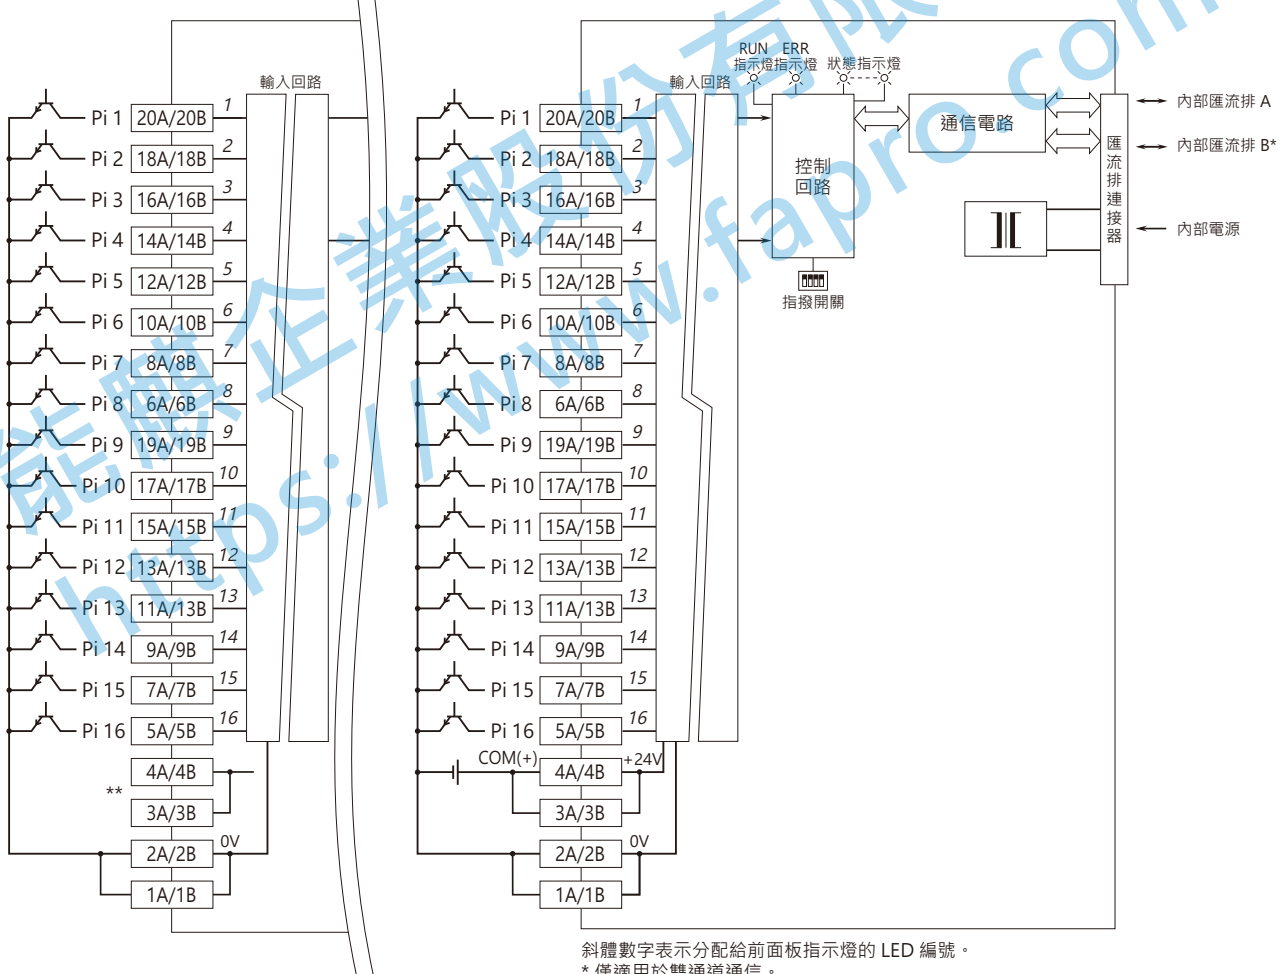 RUN ERR
指示燈 指示燈 狀態指示燈
輸入回路 輸入回路
Pi 1 20A/20B 1 Pi 1 20A/20B 1 通信電路 內部匯流排 A
Pi 2 18A/18B 2 Pi 2 18A/18B 2 控制回路 匯流排連接器 內部匯流排 B*
Pi 3 16A/16B 3 Pi 3 16A/16B 3
Pi 4 14A/14B 4 Pi 4 14A/14B 4 內部電源
Pi 5 12A/12B 5 Pi 5 12A/12B 5 指撥開關
Pi 6 10A/10B 6 Pi 6 10A/10B 6
Pi 7 8A/8B 7 Pi 7 8A/8B 7
Pi 8 6A/6B 8 Pi 8 6A/6B 8
Pi 9 19A/19B 9 Pi 9 19A/19B 9
Pi 10 17A/17B 10 Pi 10 17A/17B 10
Pi 11 15A/15B 11 Pi 11 15A/15B 11
Pi 12 13A/13B 12 Pi 12 13A/13B 12
Pi 13 11A/13B 13 Pi 13 11A/13B 13
Pi 14 9A/9B 14 Pi 14 9A/9B 14
Pi 15 7A/7B 15 Pi 15 7A/7B 15
Pi 16 5A/5B 16 Pi 16 5A/5B 16
4A/4B COM(+) 4A/4B +24V
** 3A/3B 3A/3B
2A/2B 0V 2A/2B 0V
1A/1B 1A/1B
斜體數字表示分配給前面板指示燈的 LED 編號。
* 僅適用於雙通道通信。
能麒企業股份有限
https://www.fapro.com